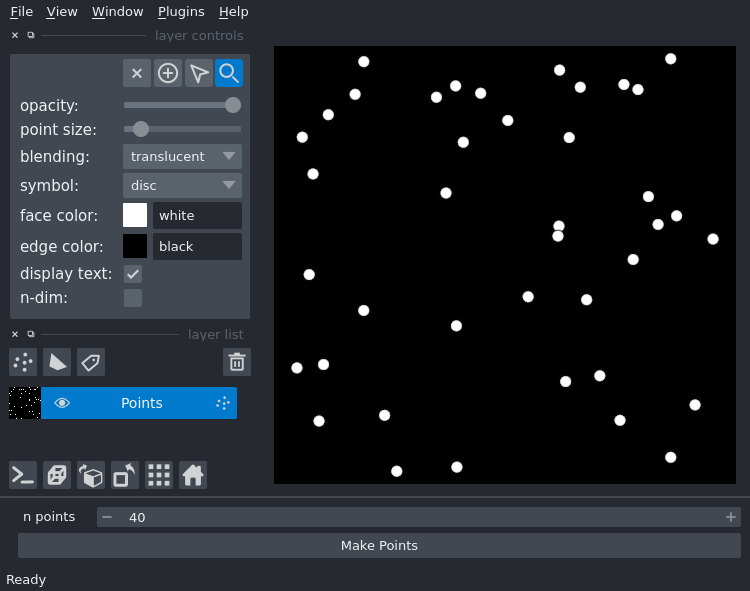 File View Window Plugins Help
layer controls
opacity:
point size:
blending: translucent
symbol: disc
face color: white
edge color: black
display text:
n-dim:
layer list
Points
n points 40
Make Points
Ready